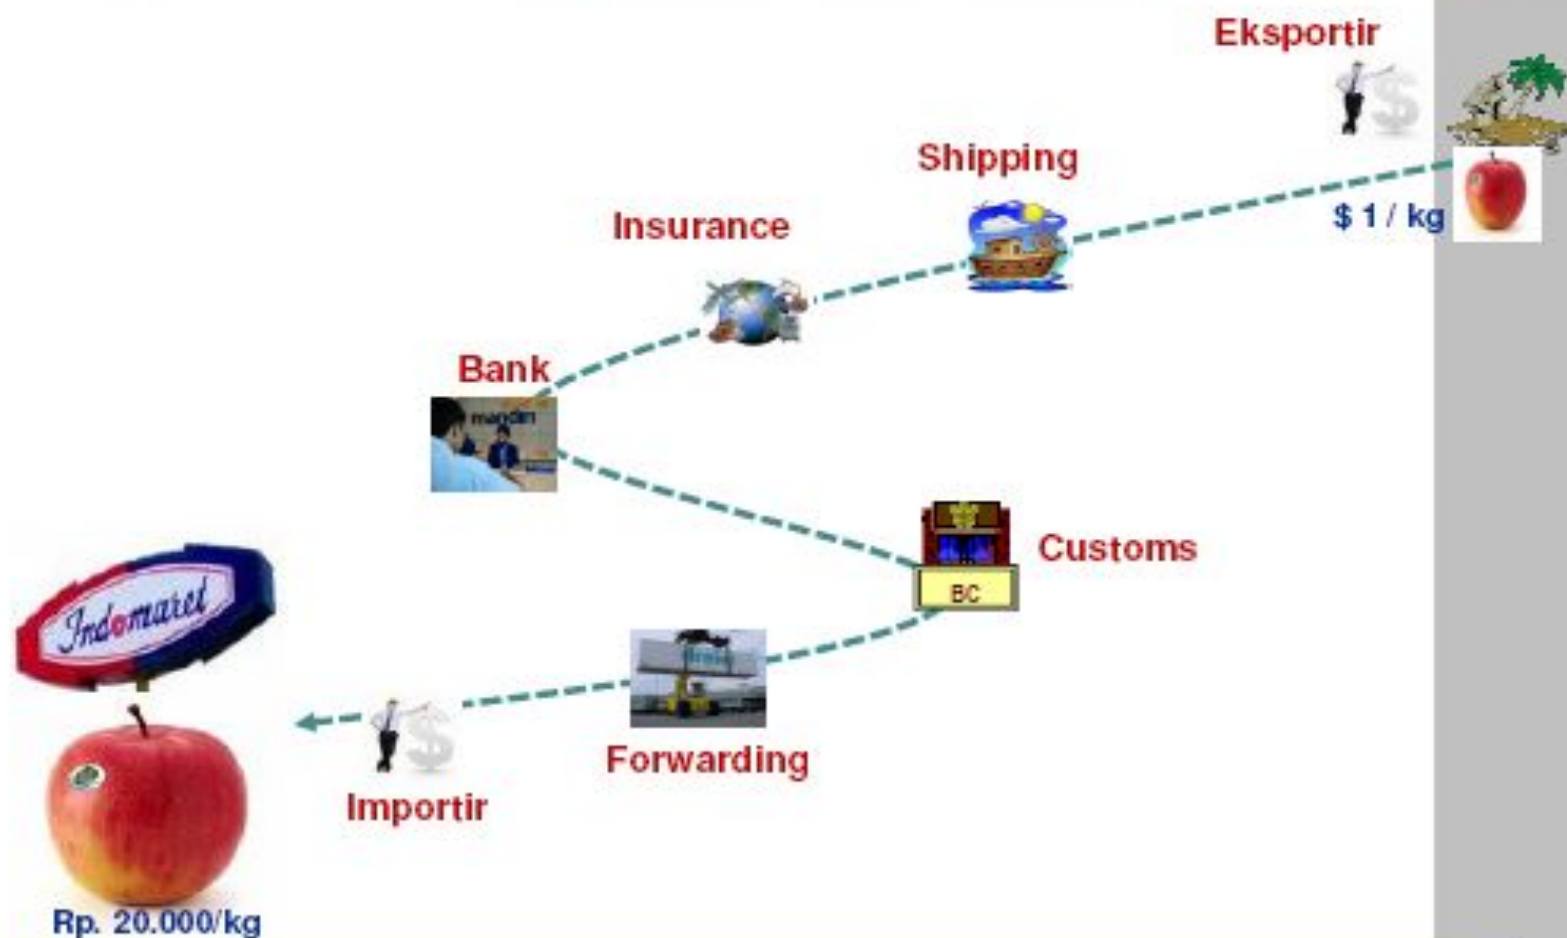 Eksportir
Shipping
$ 1 / kg
Insurance
Bank
mandiri
Customs
BC
Indomaret
Forwarding
Importir
Rp. 20.000/kg